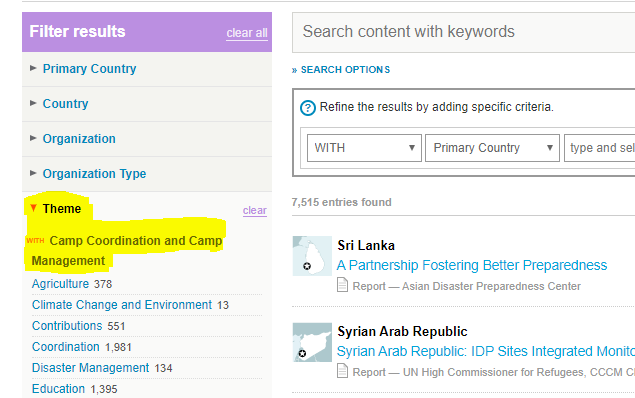 Filter results
clear all
Primary Country
Country
Organization
Organization Type
Theme
clear
WITH Camp Coordination and Camp
Management
Agriculture 378
Climate Change and Environment 13
Contributions 551
Coordination 1,981
Disaster Management 134
Education 1,395
Search content with keywords
» SEARCH OPTIONS
? Refine the results by adding specific criteria.
WITH
Primary Country
type and sel
7,515 entries found
Sri Lanka
A Partnership Fostering Better Preparedness
Report — Asian Disaster Preparedness Center
Syrian Arab Republic
Syrian Arab Republic: IDP Sites Integrated Monito
Report — UN High Commissioner for Refugees, CCCM Cl